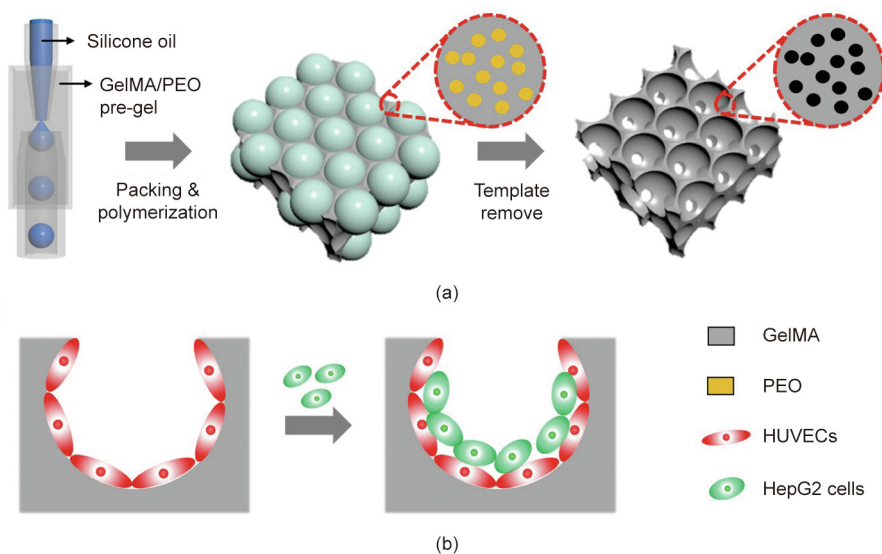 Silicone oil
GelMA/PEO
pre-gel
Packing &
polymerization
Template
remove
(a)
GelMA
PEO
HUVECs
HepG2 cells
(b)